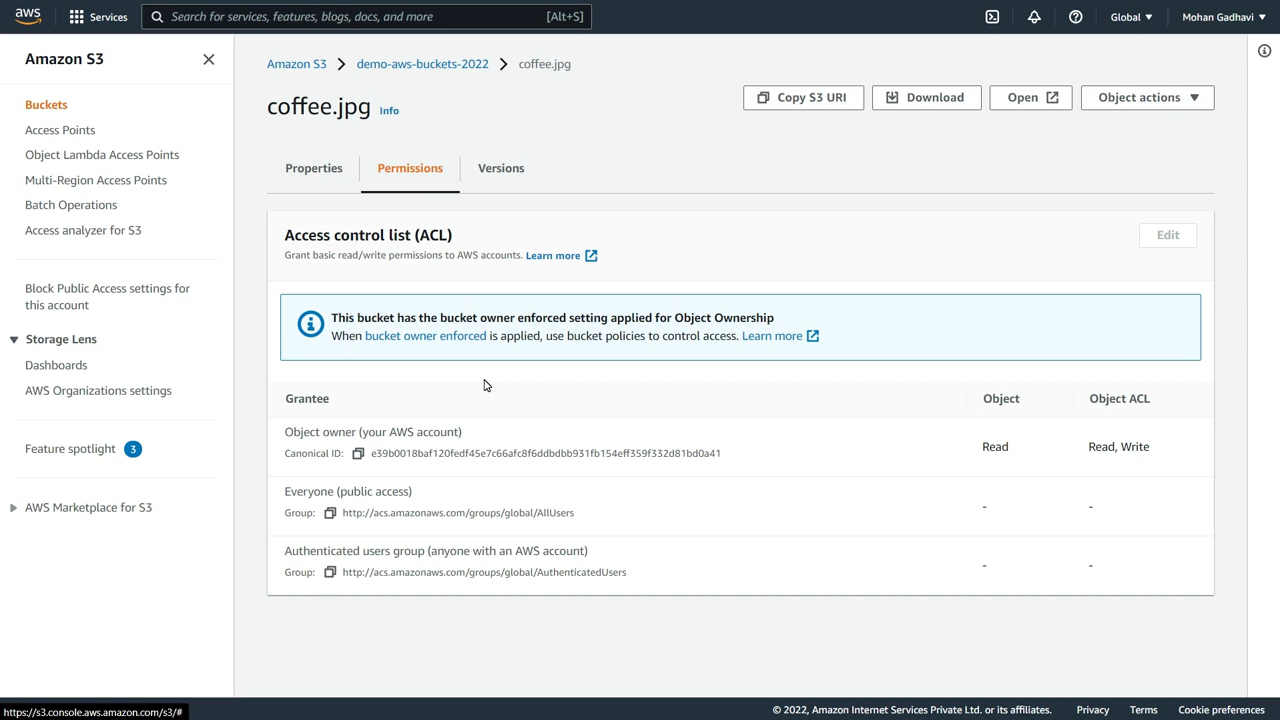 aws
Services
Search for services, features, blogs, docs, and more
[Alt+S]
Global ▼
Mohan Gadhavi ▼
Amazon S3
Buckets
Access Points
Object Lambda Access Points
Multi-Region Access Points
Batch Operations
Access analyzer for S3
Block Public Access settings for
this account
Storage Lens
Dashboards
AWS Organizations settings
Feature spotlight 3
AWS Marketplace for S3
Amazon S3 > demo-aws-buckets-2022 > coffee.jpg
coffee.jpg Info
Copy S3 URI
Download
Open
Object actions ▼
Properties
Permissions
Versions
Access control list (ACL)
Grant basic read/write permissions to AWS accounts. Learn more
Edit
This bucket has the bucket owner enforced setting applied for Object Ownership
When bucket owner enforced is applied, use bucket policies to control access. Learn more
Grantee Object Object ACL
Object owner (your AWS account)
Canonical ID: e39b0018baf120fedf45e7c66afc8f6ddbdbb931fb154eff359f332d81bd0a41
Read Read, Write
Everyone (public access)
Group: http://acs.amazonaws.com/groups/global/AllUsers
- -
Authenticated users group (anyone with an AWS account)
Group: http://acs.amazonaws.com/groups/global/AuthenticatedUsers
- -
https://s3.console.aws.amazon.com/s3/#
© 2022, Amazon Internet Services Private Ltd. or its affiliates. Privacy Terms Cookie preferences